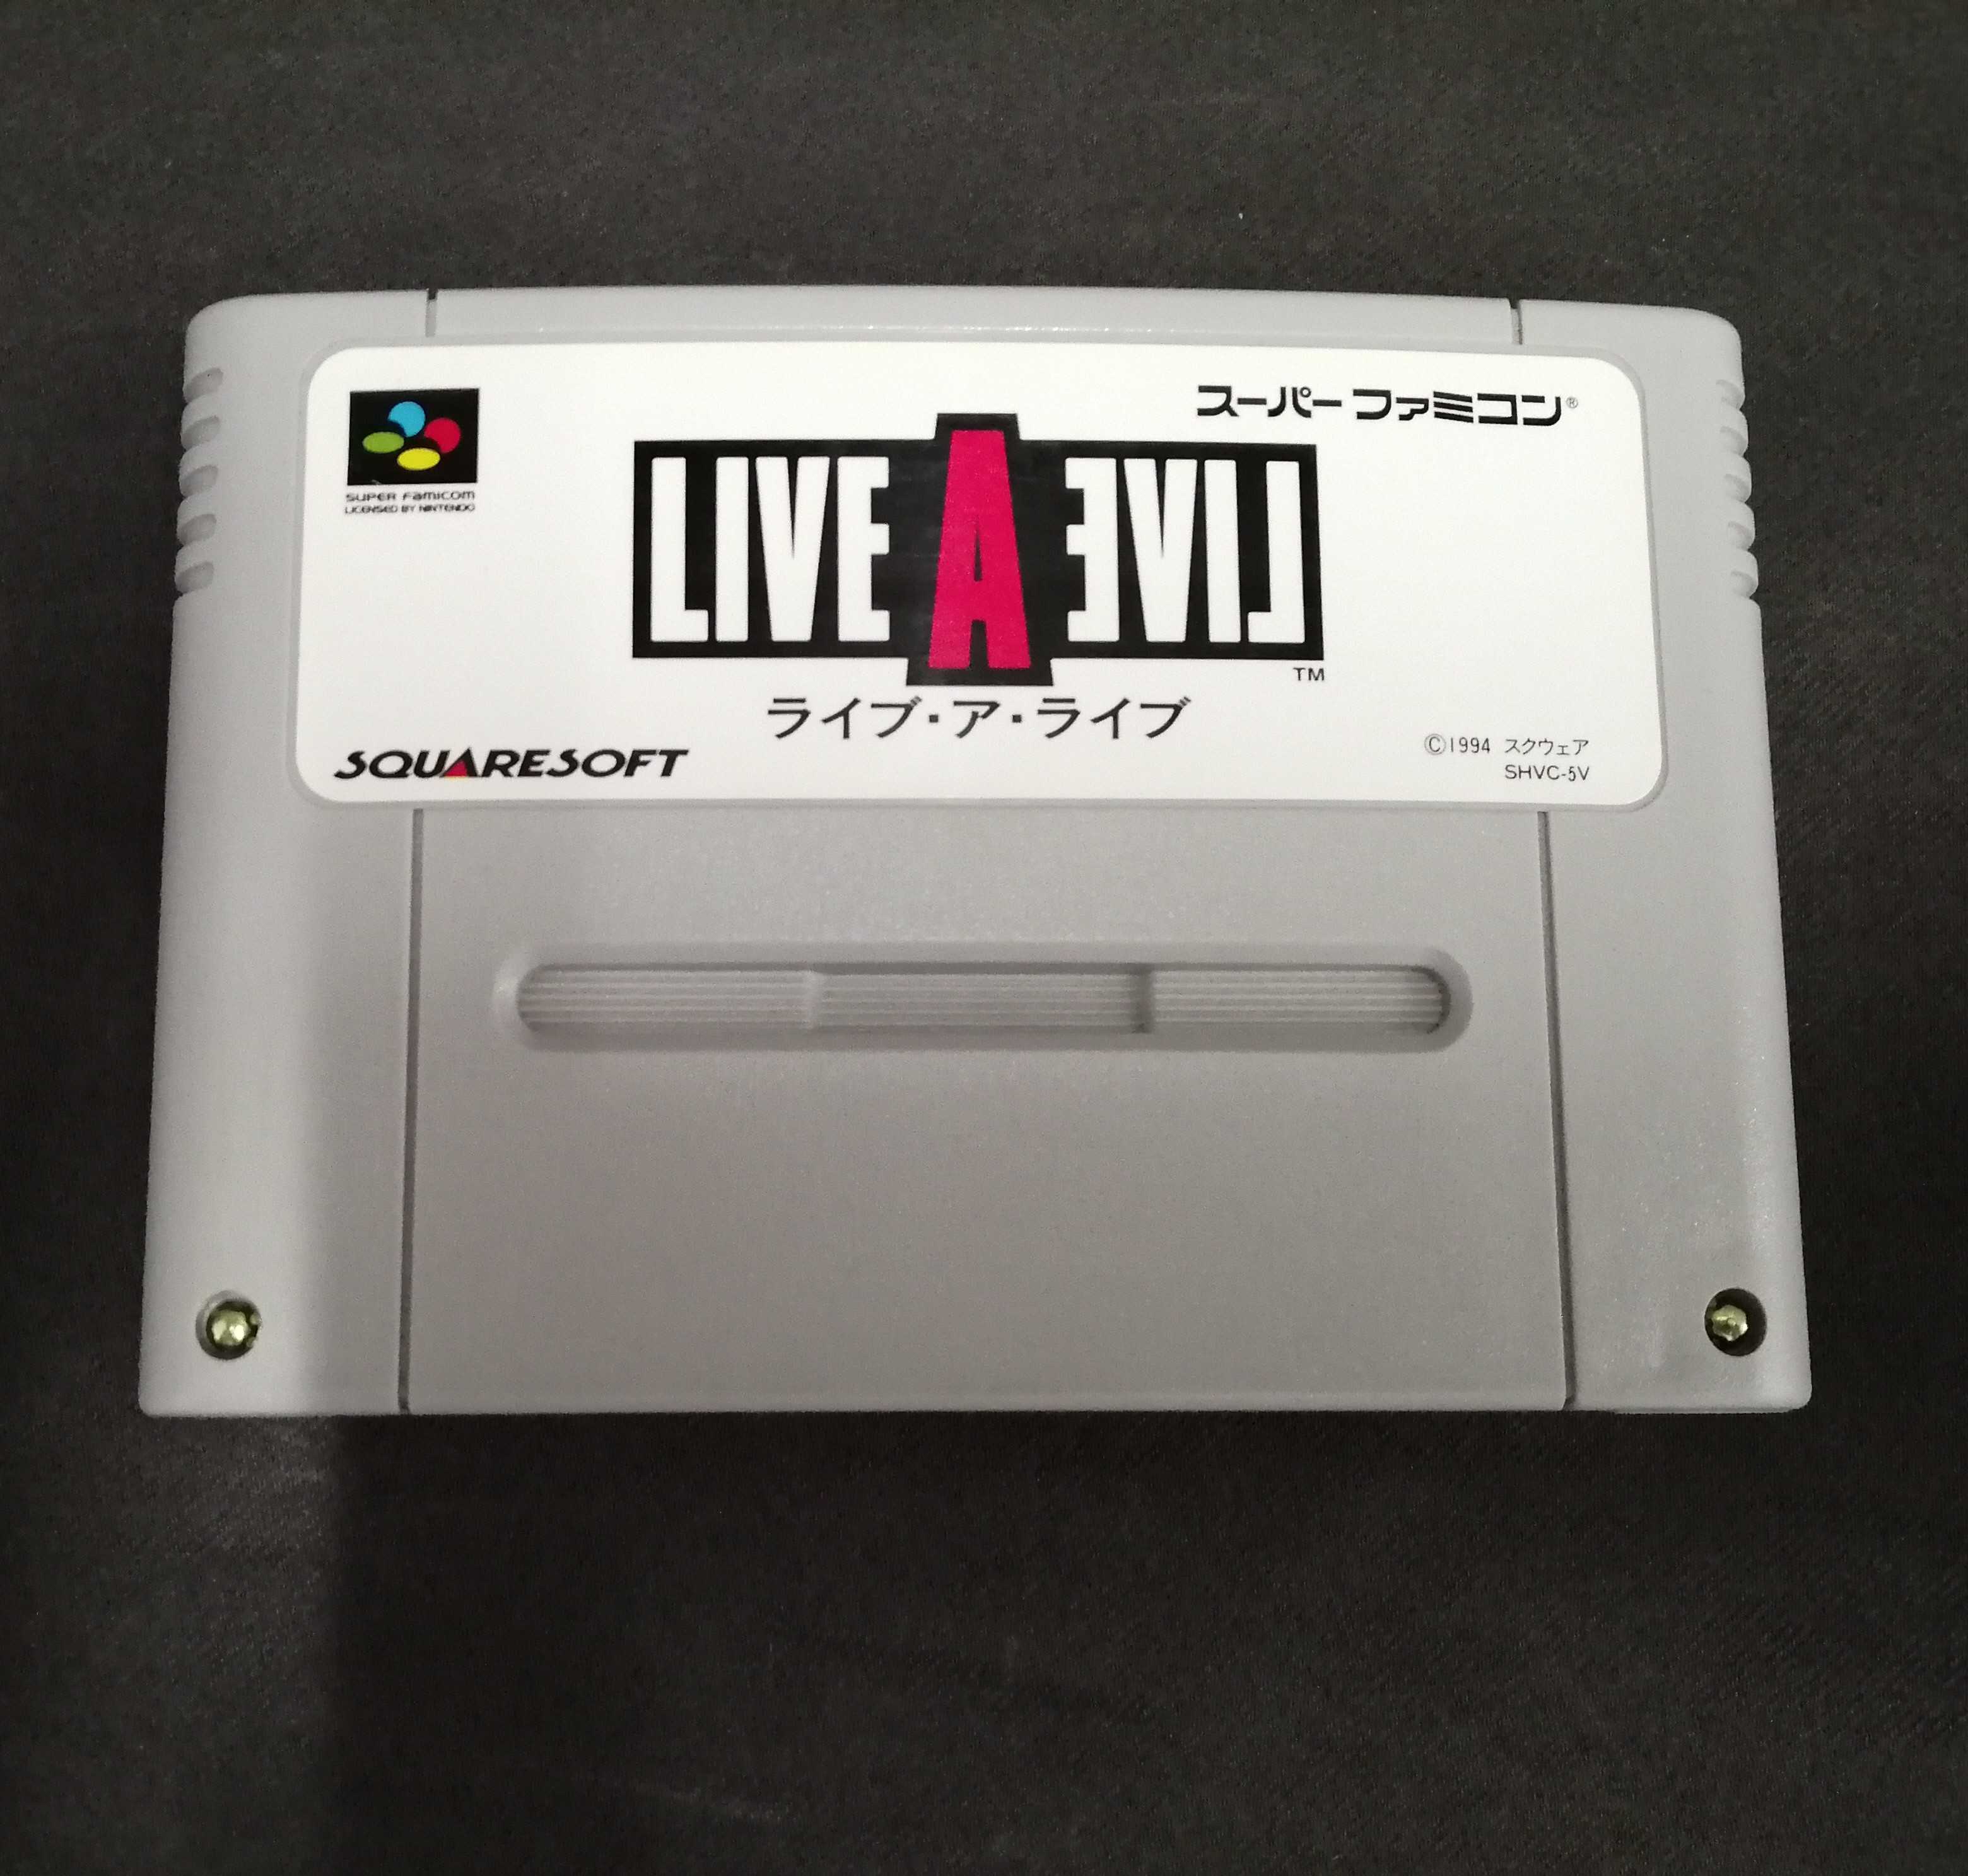 スーパーファミコン®
SUPER Famicom
LICENSED BY NINTENDO
LIVE A EVIL
TM
ライブ・ア・ライブ
SQUARESOFT
©1994 スクウェア
SHVC-5V